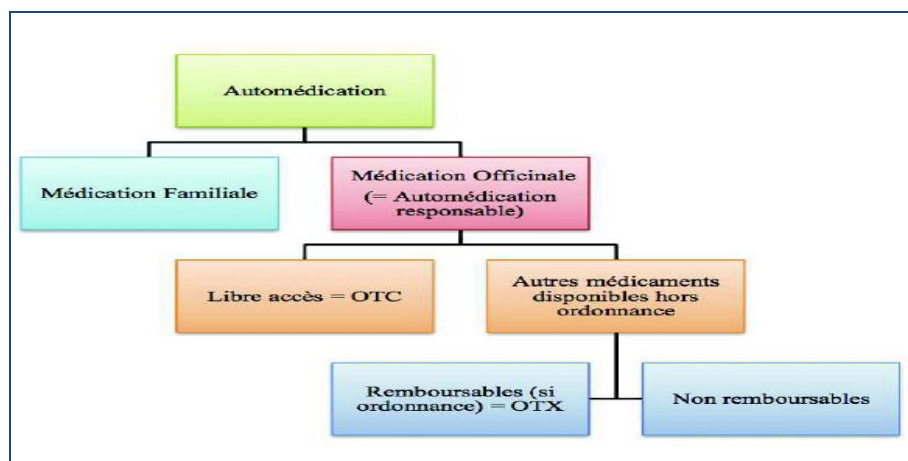 Automédication
Médication Familiale
Médication Officinale
(= Automédication
responsable)
Libre accès = OTC
Autres médicaments
disponibles hors
ordonnance
Remboursables (si
ordonnance) = OTX
Non remboursables